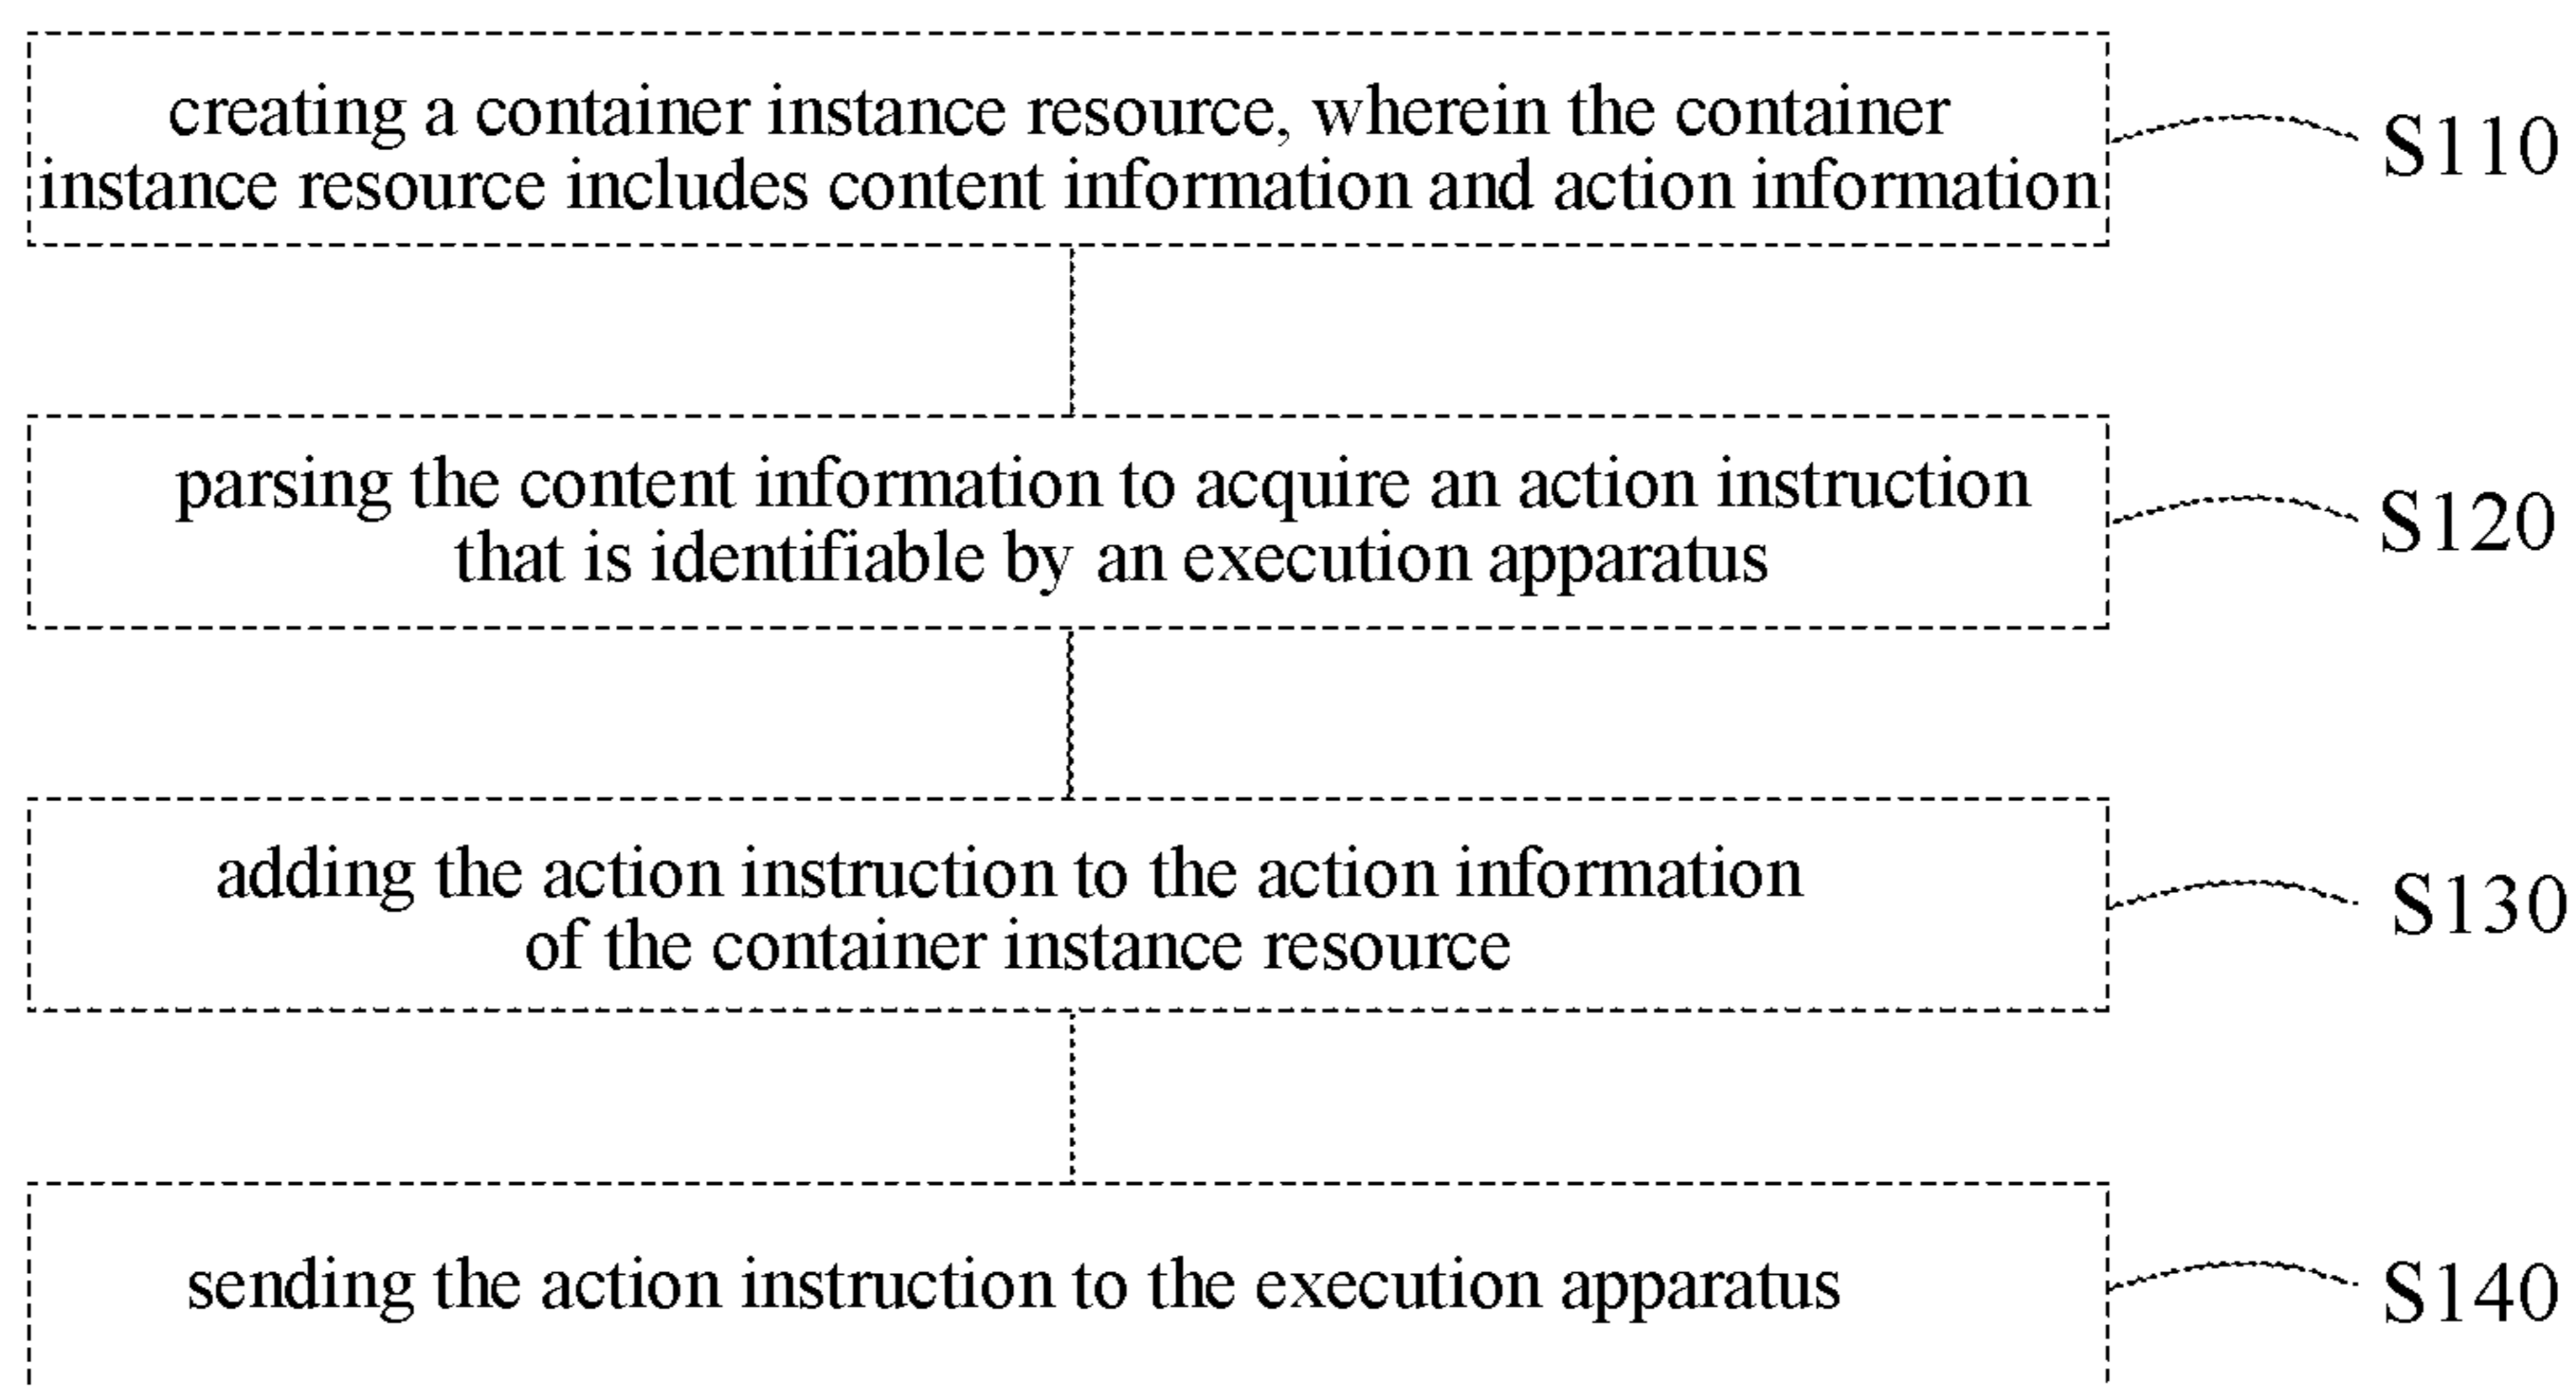 creating a container instance resource, wherein the container
instance resource includes content information and action information
S110
parsing the content information to acquire an action instruction
that is identifiable by an execution apparatus
S120
adding the action instruction to the action information
of the container instance resource
S130
sending the action instruction to the execution apparatus
S140